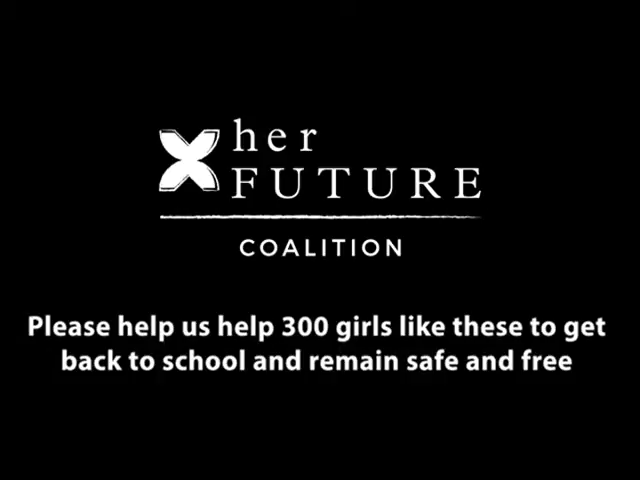 her
FUTURE
COALITION
Please help us help 300 girls like these to get
back to school and remain safe and free